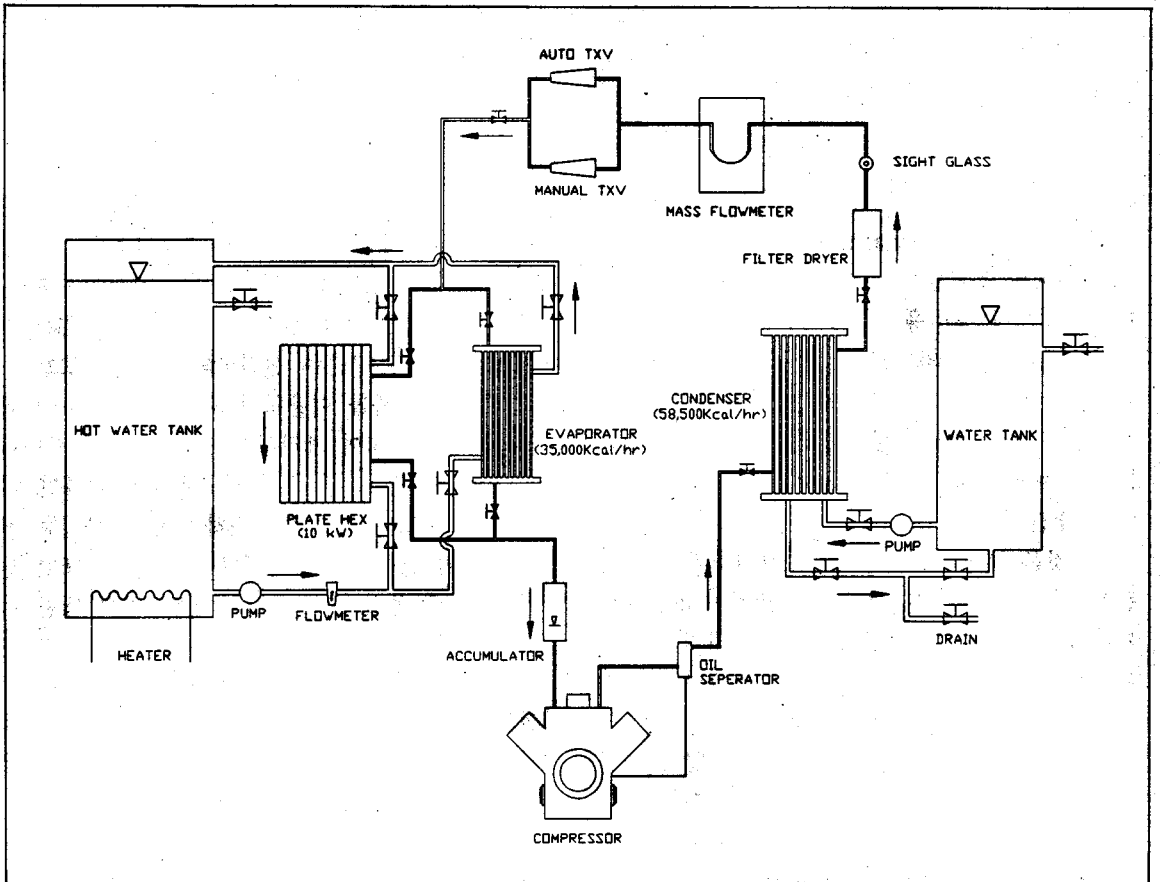 AUTO TXV
MANUAL TXV
MASS FLOWMETER
SIGHT GLASS
FILTER DRYER
HOT WATER TANK
EVAPORATOR
(35,000Kcal/hr)
CONDENSER
(58,500Kcal/hr)
WATER TANK
PLATE HEX
(10 kW)
PUMP
FLOWMETER
HEATER
PUMP
DRAIN
ACCUMULATOR
OIL
SEPERATOR
COMPRESSOR